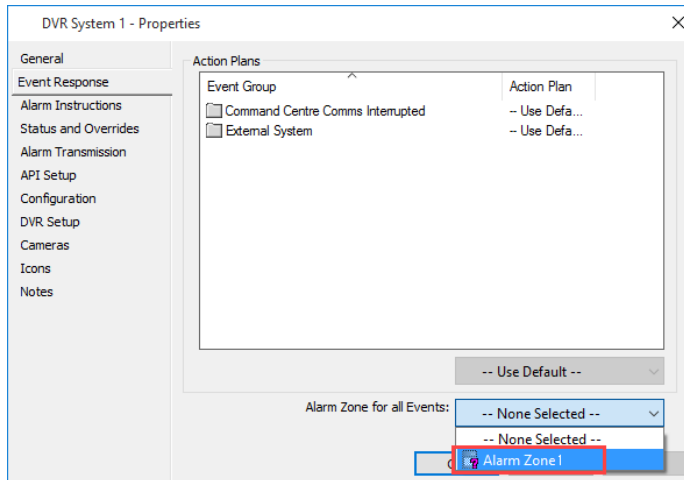 DVR System 1 - Properties
General
Event Response
Alarm Instructions
Status and Overrides
Alarm Transmission
API Setup
Configuration
DVR Setup
Cameras
Icons
Notes
Action Plans
Event Group Action Plan
Command Centre Comms Interrupted -- Use Defa...
External System -- Use Defa...
-- Use Default --
Alarm Zone for all Events: -- None Selected --
-- None Selected --
Alarm Zone1